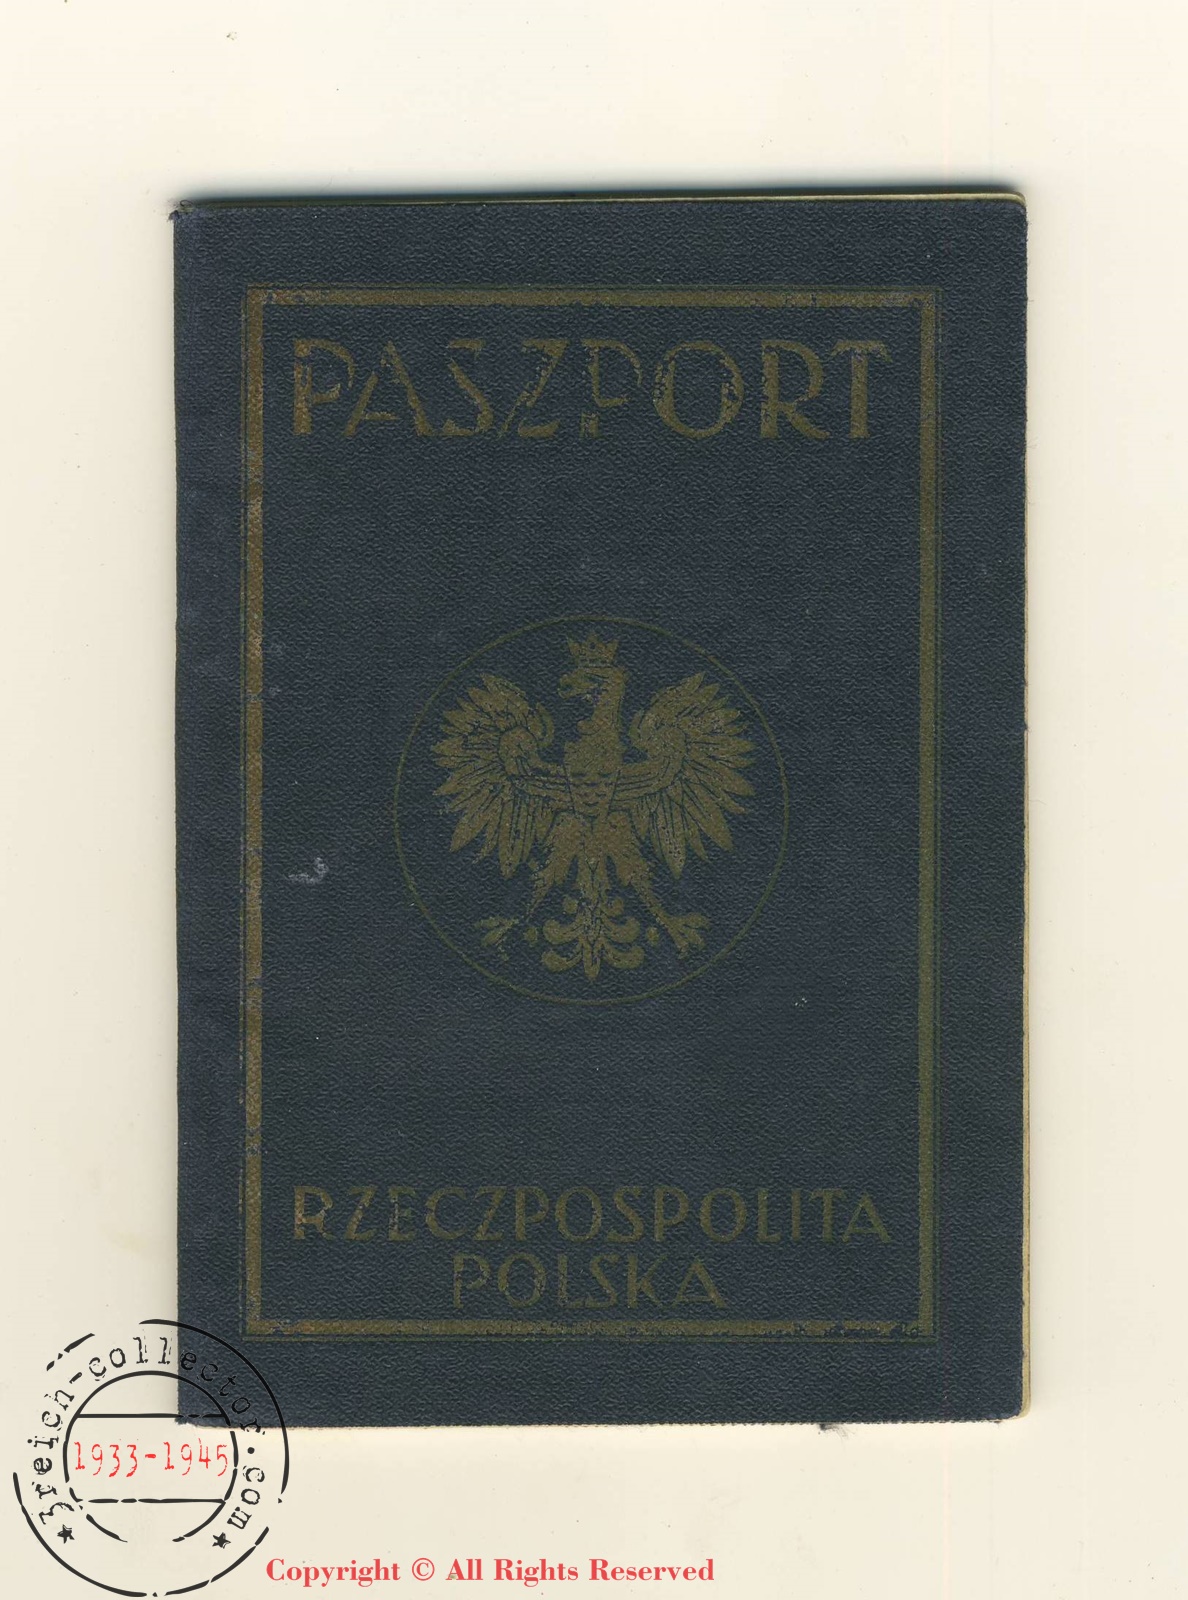 PASZPORT
RZECZPOSPOLITA
POLSKA
3reich-collector.com
1933-1945
Copyright © All Rights Reserved